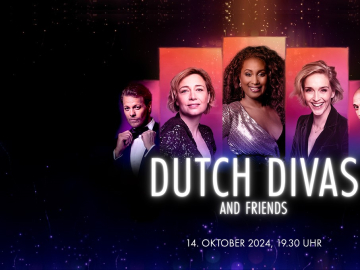 DUTCH DIVAS
AND FRIENDS
14. OKTOBER 2024, 19.30 UHR